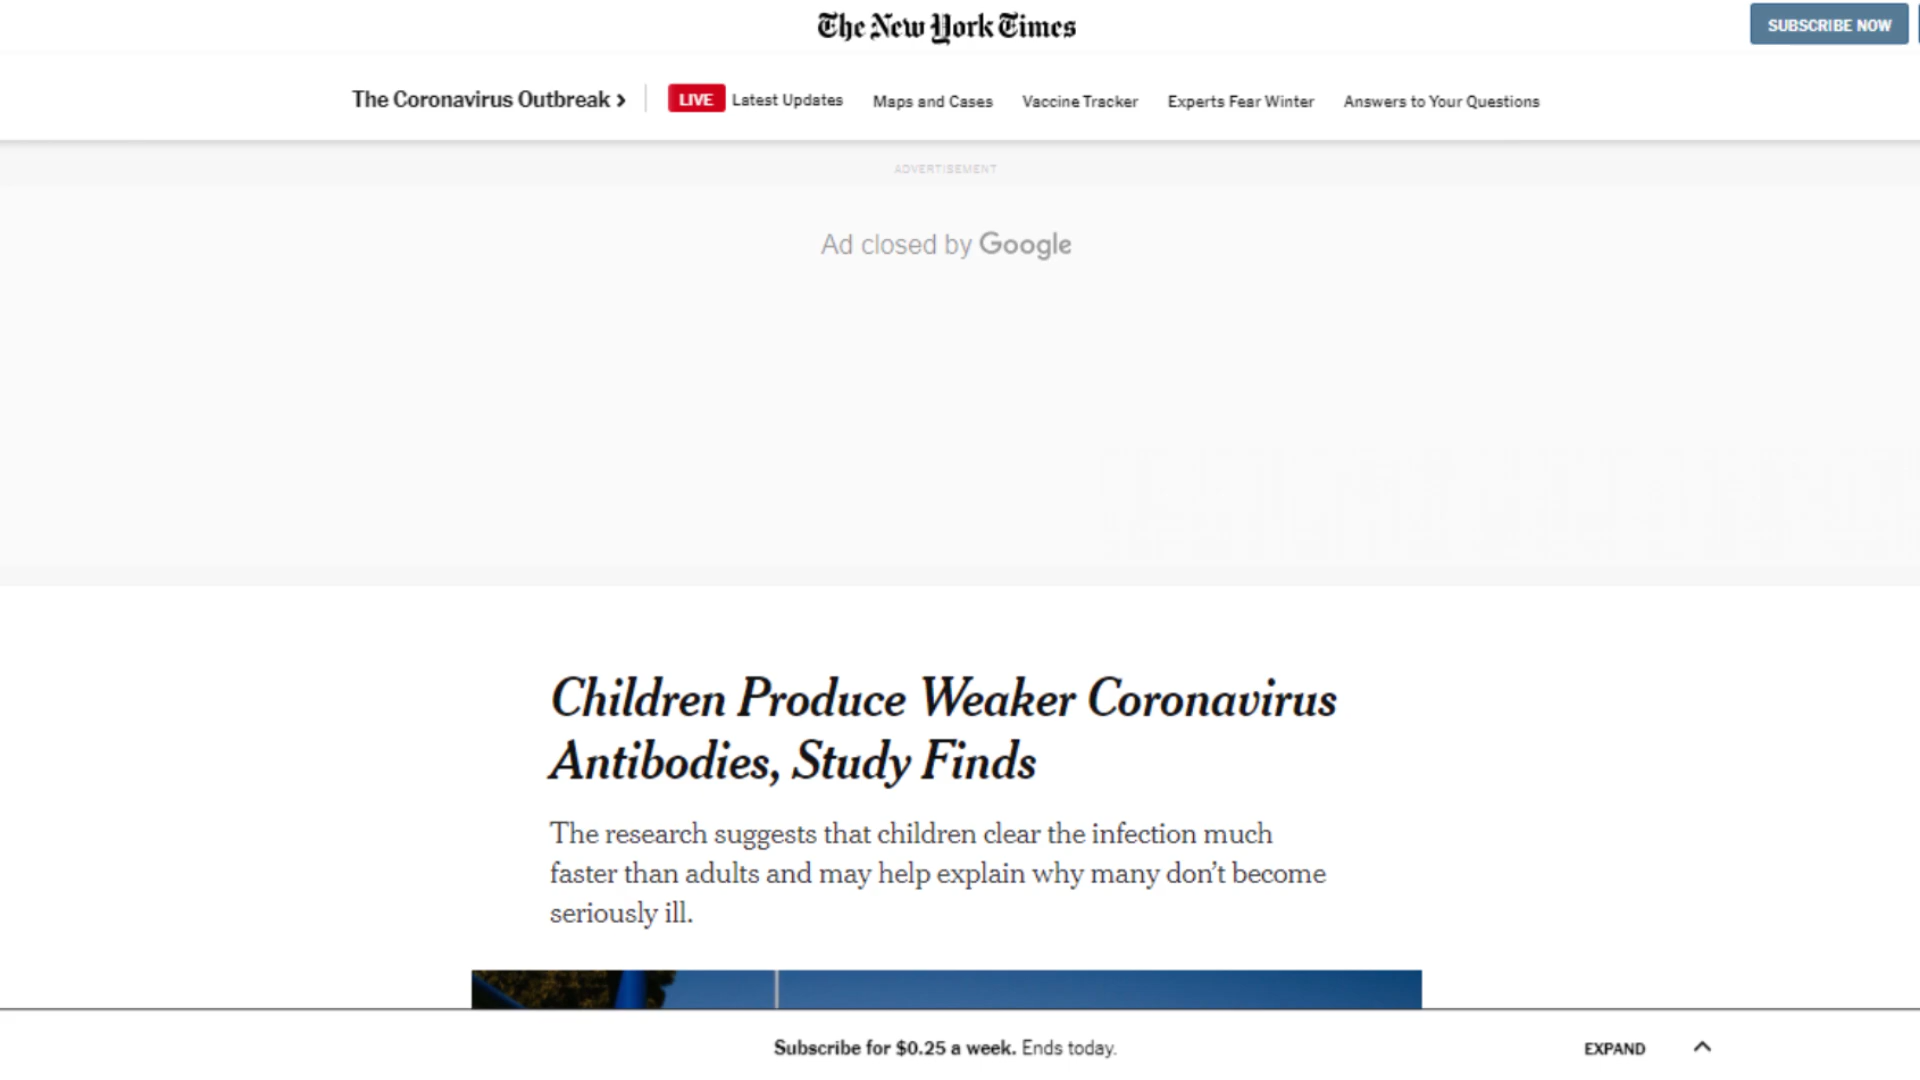 The New York Times
SUBSCRIBE NOW
The Coronavirus Outbreak › LIVE Latest Updates Maps and Cases Vaccine Tracker Experts Fear Winter Answers to Your Questions
ADVERTISEMENT
Ad closed by Google
Children Produce Weaker Coronavirus
Antibodies, Study Finds
The research suggests that children clear the infection much
faster than adults and may help explain why many don’t become
seriously ill.
Subscribe for $0.25 a week. Ends today.
EXPAND